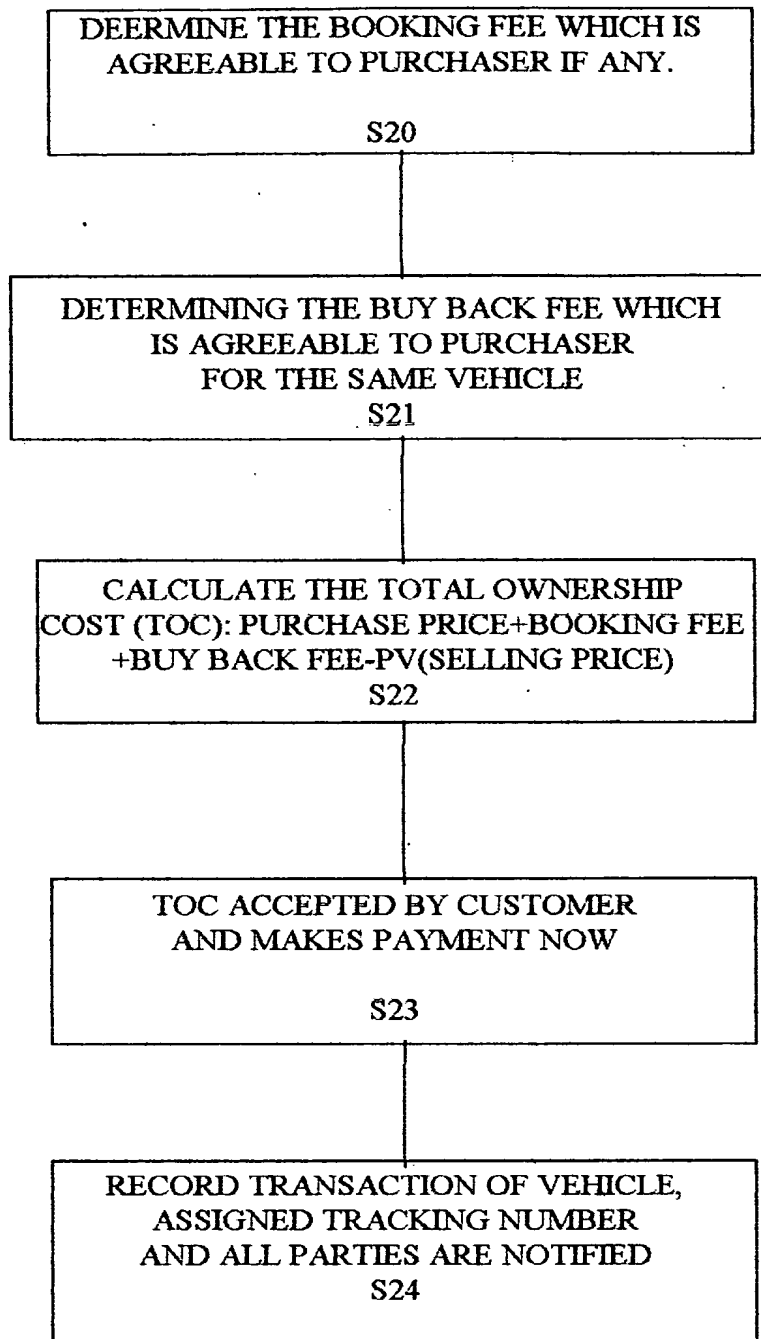 DEERMINE THE BOOKING FEE WHICH IS
AGREEABLE TO PURCHASER IF ANY.
S20
DETERMINING THE BUY BACK FEE WHICH
IS AGREEABLE TO PURCHASER
FOR THE SAME VEHICLE
S21
CALCULATE THE TOTAL OWNERSHIP
COST (TOC): PURCHASE PRICE+BOOKING FEE
+BUY BACK FEE-PV(SELLING PRICE)
S22
TOC ACCEPTED BY CUSTOMER
AND MAKES PAYMENT NOW
S23
RECORD TRANSACTION OF VEHICLE,
ASSIGNED TRACKING NUMBER
AND ALL PARTIES ARE NOTIFIED
S24